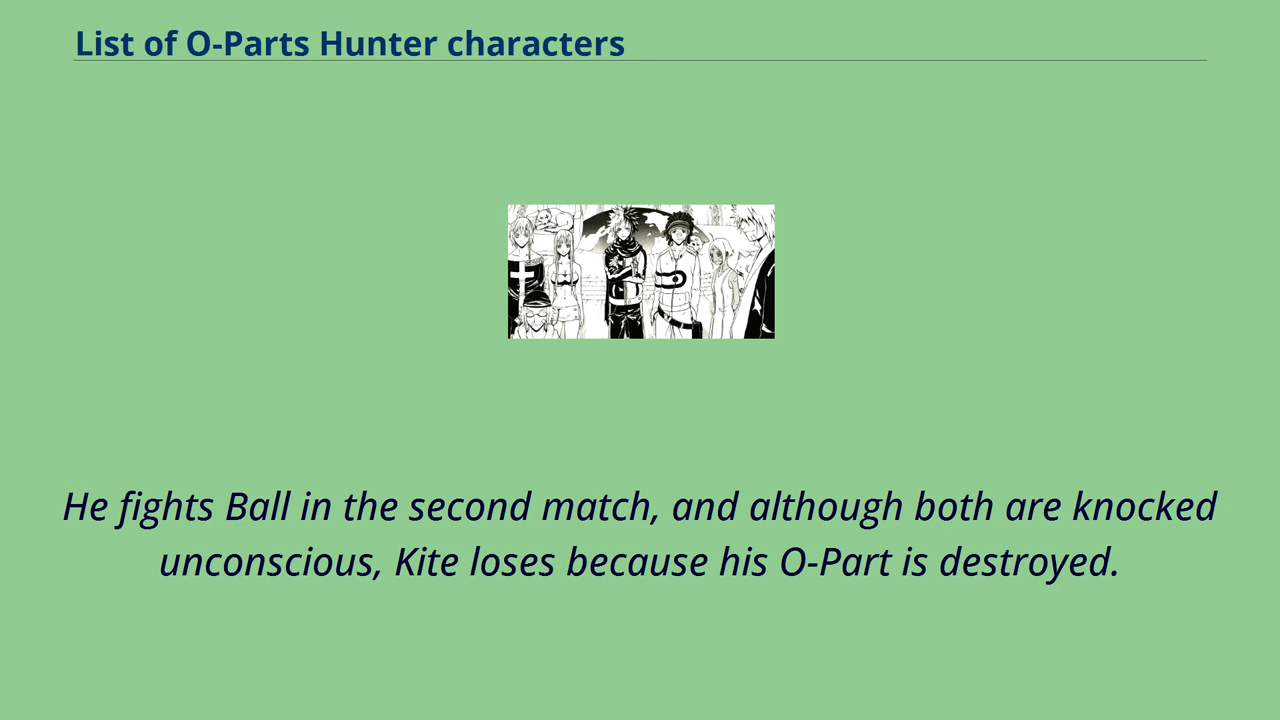 List of O-Parts Hunter characters
He fights Ball in the second match, and although both are knocked
unconscious, Kite loses because his O-Part is destroyed.